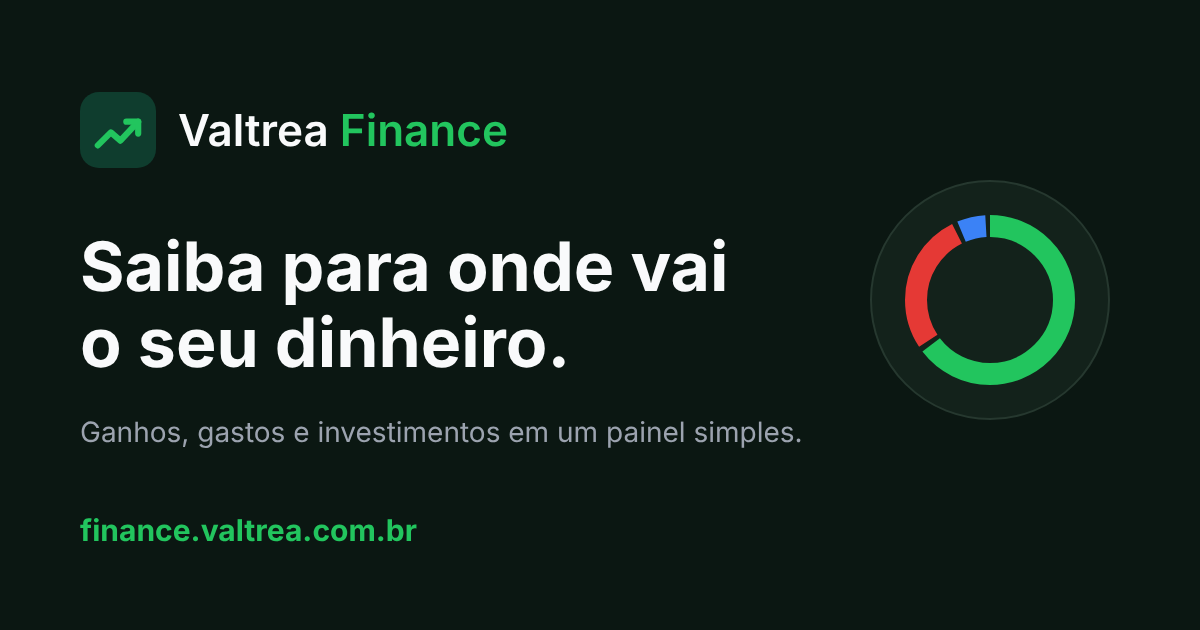 Valtrea Finance
Saiba para onde vai
o seu dinheiro.
Ganhos, gastos e investimentos em um painel simples.
finance.valtrea.com.br